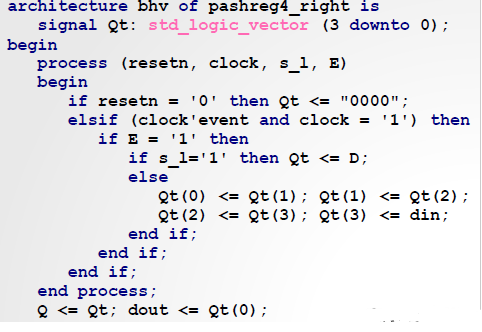 architecture bhv of pashreg4_right is
signal Qt: std_logic_vector (3 downto 0);
begin
process (resetn, clock, s_l, E)
begin
if resetn = '0' then Qt <= "0000";
elsif (clock'event and clock = '1') then
if E = '1' then
if s_l='1' then Qt <= D;
else
Qt(0) <= Qt(1); Qt(1) <= Qt(2);
Qt(2) <= Qt(3); Qt(3) <= din;
end if;
end if;
end if;
end process;
Q <= Qt; dout <= Qt(0);